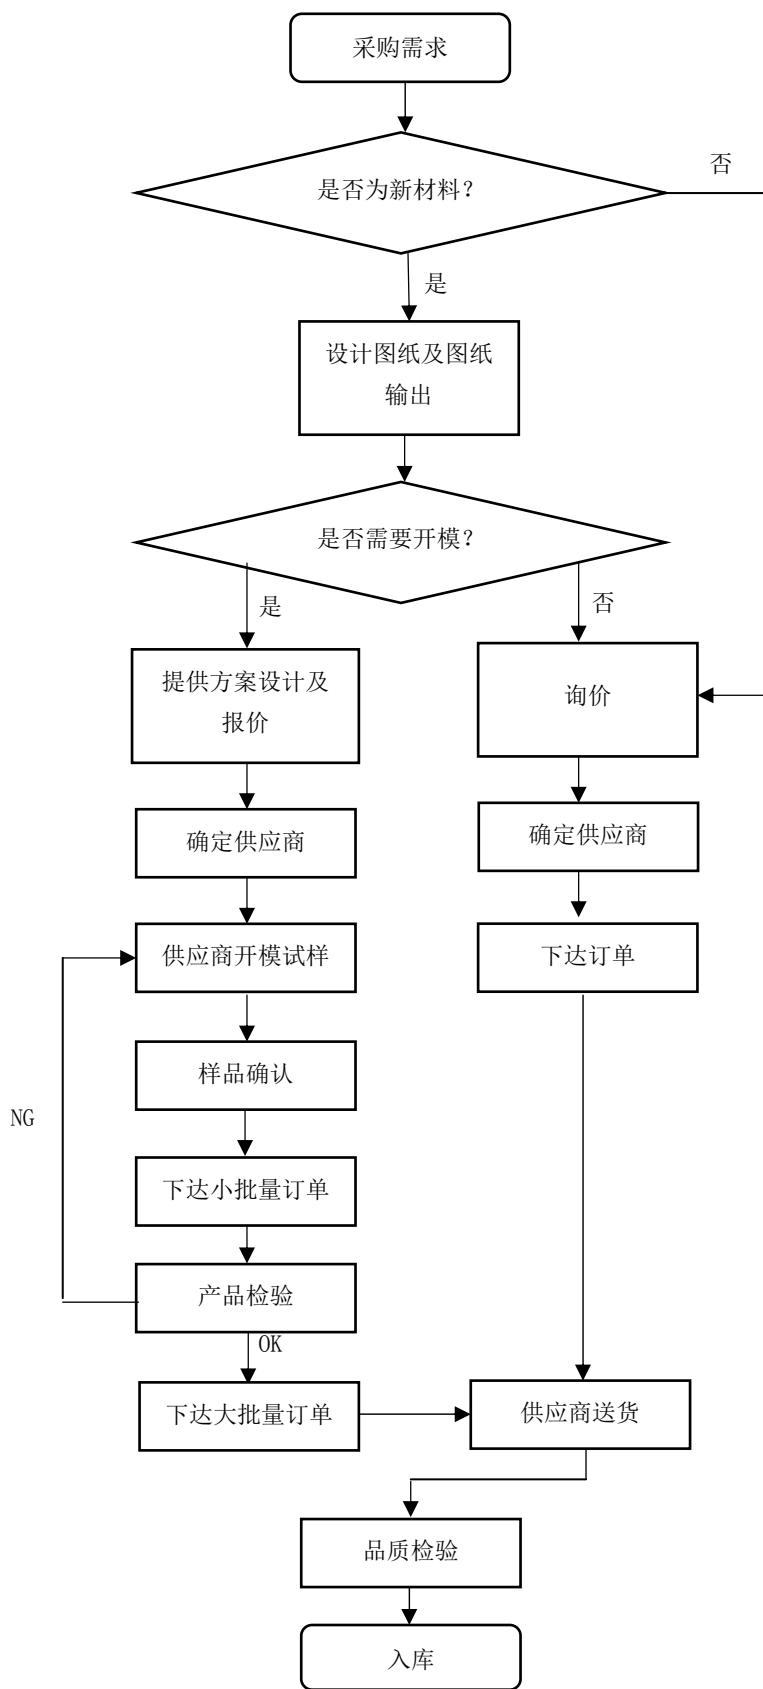 采购需求
是否为新材料？
否
是
设计图纸及图纸
输出
是否需要开模？
是
否
提供方案设计及
报价
询价
确定供应商
确定供应商
供应商开模试样
下达订单
样品确认
NG
下达小批量订单
产品检验
OK
下达大批量订单
供应商送货
品质检验
入库